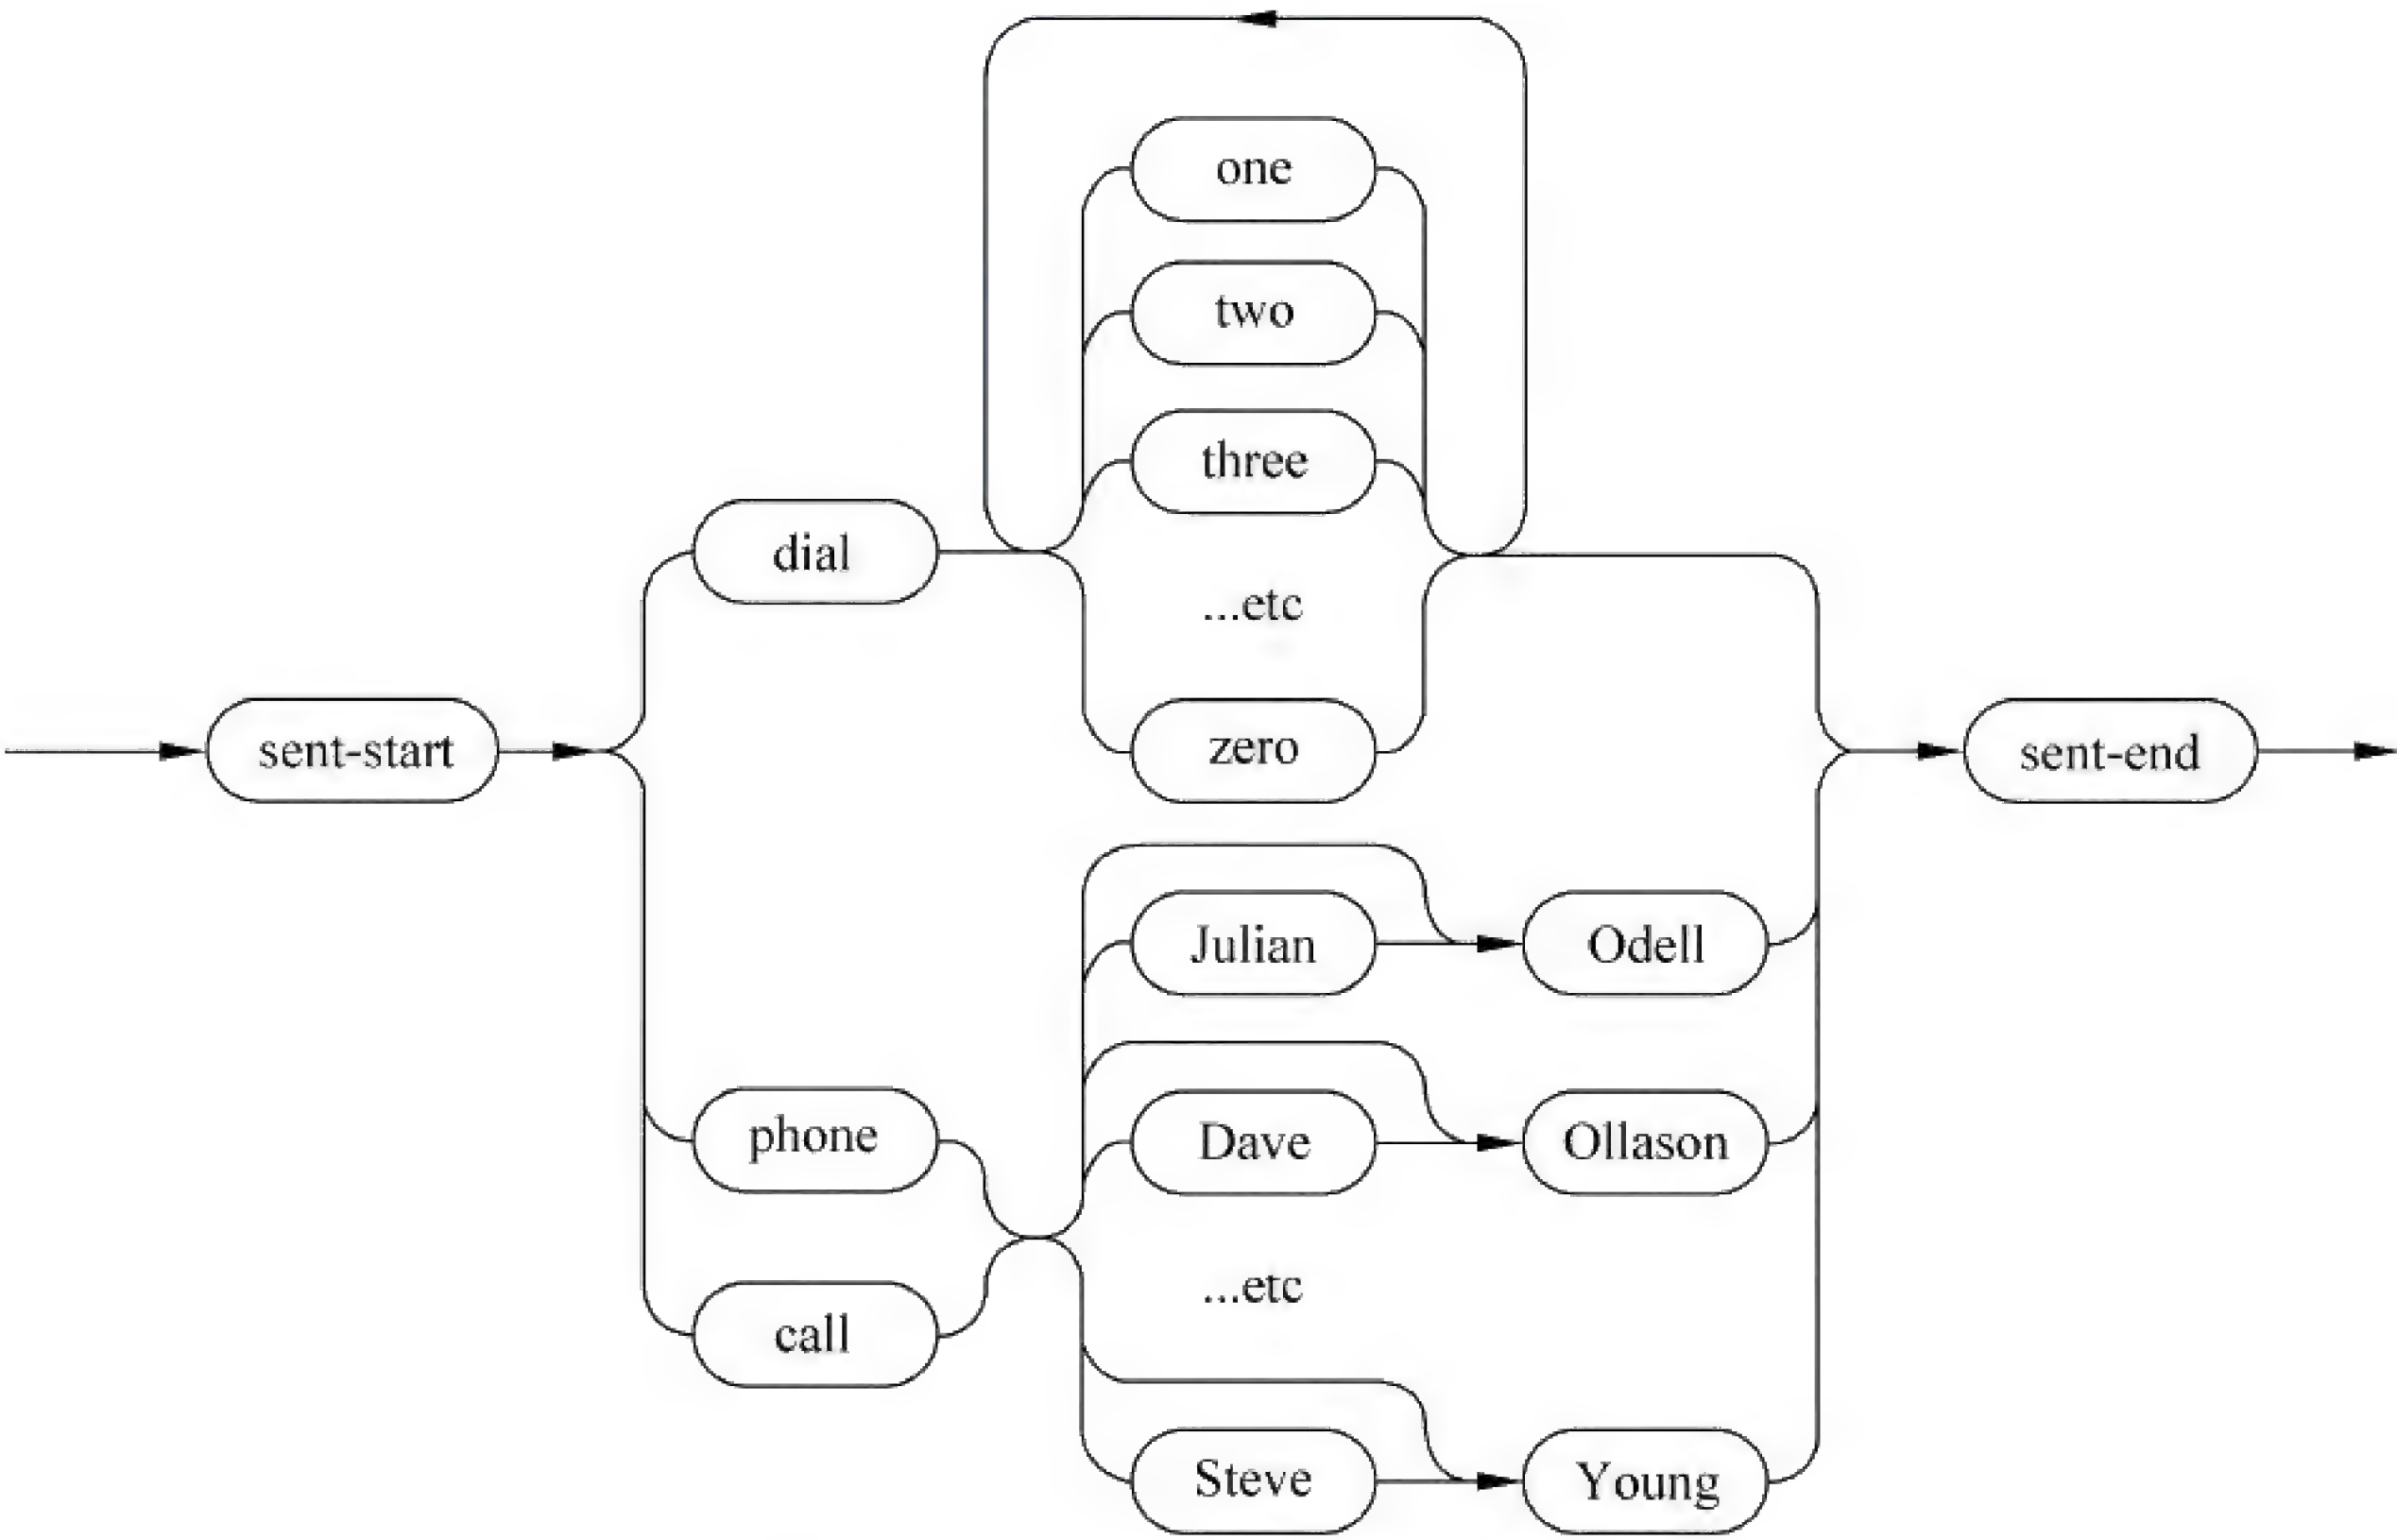 one
two
three
dial
...etc
sent-start
zero
sent-end
Julian
Odell
phone
Dave
Ollason
...etc
call
Steve
Young